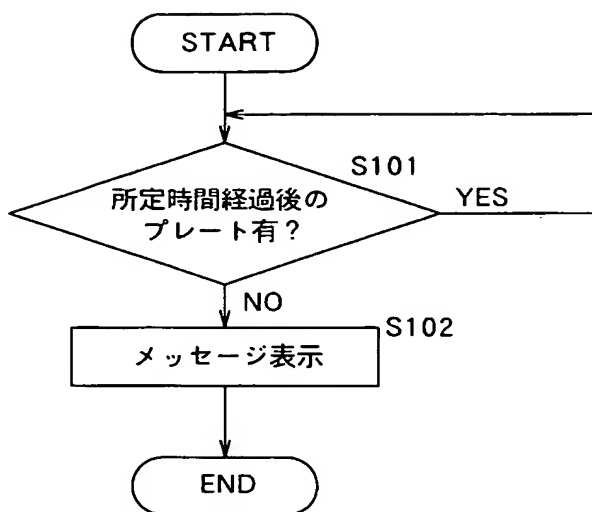 START
S101
所定時間経過後の
プレート有?
YES
NO
S102
メッセージ表示
END